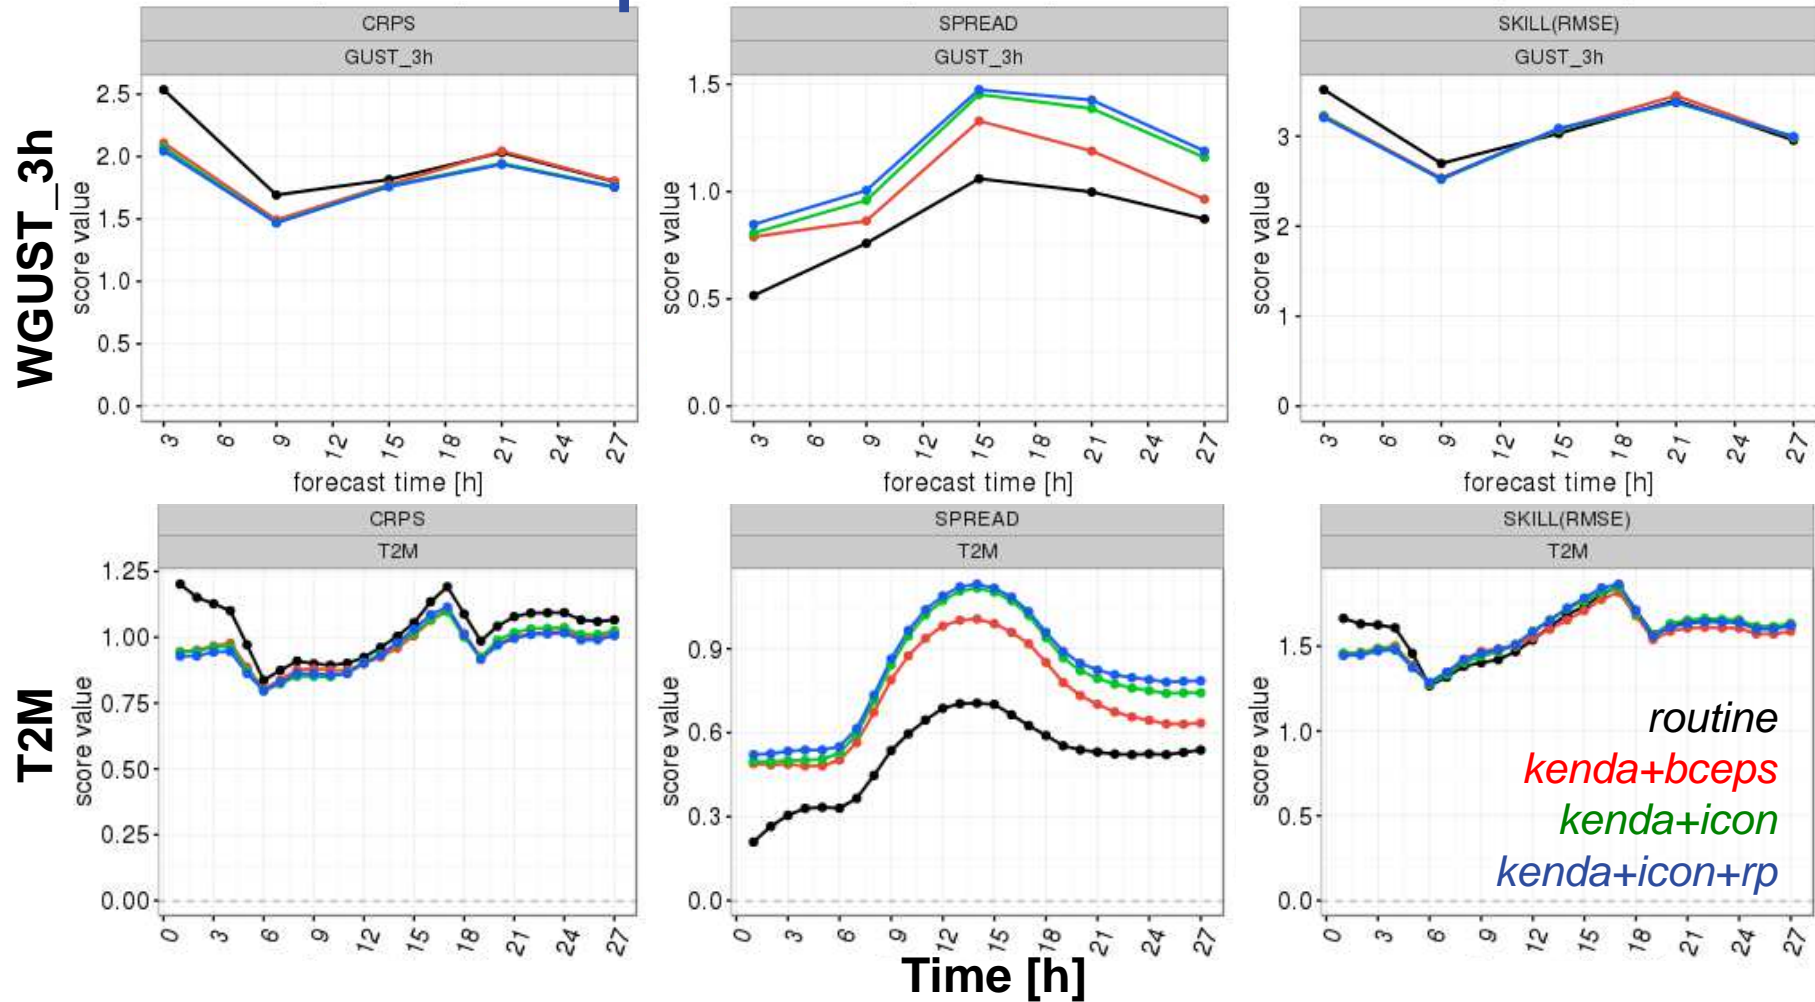 CRPS
GUST_3h
2.5
2.0
1.5
1.0
0.5
0.0
score value
3 6 9 12 15 18 21 24 27
forecast time [h]
SPREAD
GUST_3h
1.5
1.0
0.5
0.0
score value
3 6 9 12 15 18 21 24 27
forecast time [h]
SKILL(RMSE)
GUST_3h
3
2
1
0
score value
3 6 9 12 15 18 21 24 27
forecast time [h]
WGUST_3h
CRPS
T2M
1.25
1.00
0.75
0.50
0.25
0.00
score value
0 3 6 9 12 15 18 21 24 27
SPREAD
T2M
0.9
0.6
0.3
0.0
score value
0 3 6 9 12 15 18 21 24 27
SKILL(RMSE)
T2M
1.5
1.0
0.5
0.0
score value
0 3 6 9 12 15 18 21 24 27
routine
kenda+bceps
kenda+icon
kenda+icon+rp
T2M
Time [h]